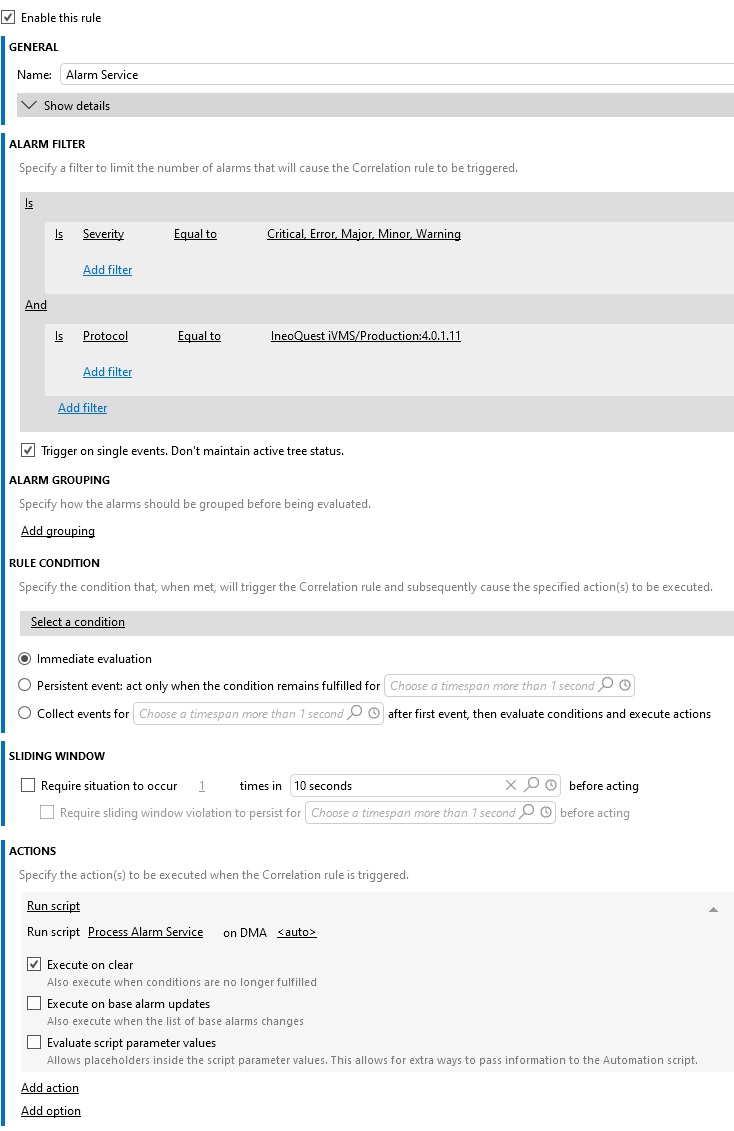 Enable this rule
GENERAL
Name: Alarm Service
Show details
ALARM FILTER
Specify a filter to limit the number of alarms that will cause the Correlation rule to be triggered.
Is
Is Severity Equal to Critical, Error, Major, Minor, Warning
Add filter
And
Is Protocol Equal to IneoQuest iVMS/Production:4.0.1.11
Add filter
Add filter
Trigger on single events. Don't maintain active tree status.
ALARM GROUPING
Specify how the alarms should be grouped before being evaluated.
Add grouping
RULE CONDITION
Specify the condition that, when met, will trigger the Correlation rule and subsequently cause the specified action(s) to be executed.
Select a condition
Immediate evaluation
Persistent event: act only when the condition remains fulfilled for Choose a timespan more than 1 second
Collect events for Choose a timespan more than 1 second after first event, then evaluate conditions and execute actions
SLIDING WINDOW
Require situation to occur 1 times in 10 seconds before acting
Require sliding window violation to persist for Choose a timespan more than 1 second before acting
ACTIONS
Specify the action(s) to be executed when the Correlation rule is triggered.
Run script
Run script Process Alarm Service on DMA <auto>
Execute on clear
Also execute when conditions are no longer fulfilled
Execute on base alarm updates
Also execute when the list of base alarms changes
Evaluate script parameter values
Allows placeholders inside the script parameter values. This allows for extra ways to pass information to the Automation script.
Add action
Add option